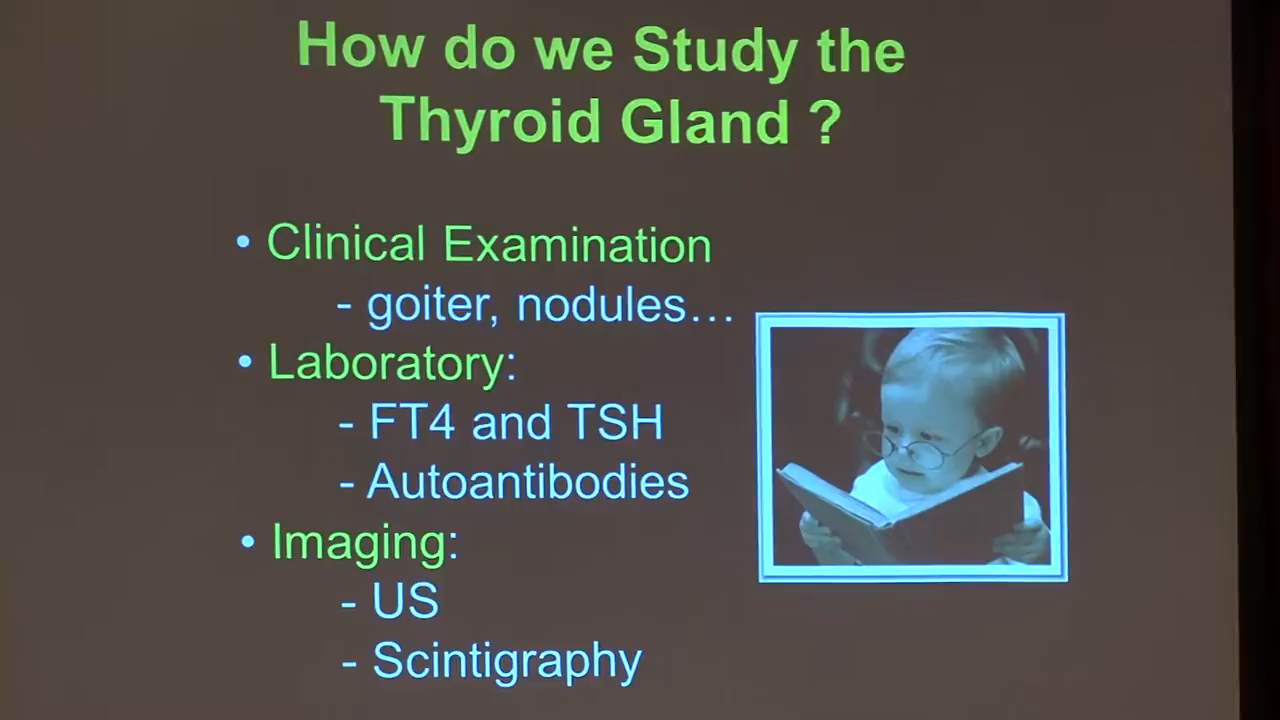 How do we Study the
Thyroid Gland ?
• Clinical Examination
- goiter, nodules…
• Laboratory:
- FT4 and TSH
- Autoantibodies
• Imaging:
- US
- Scintigraphy